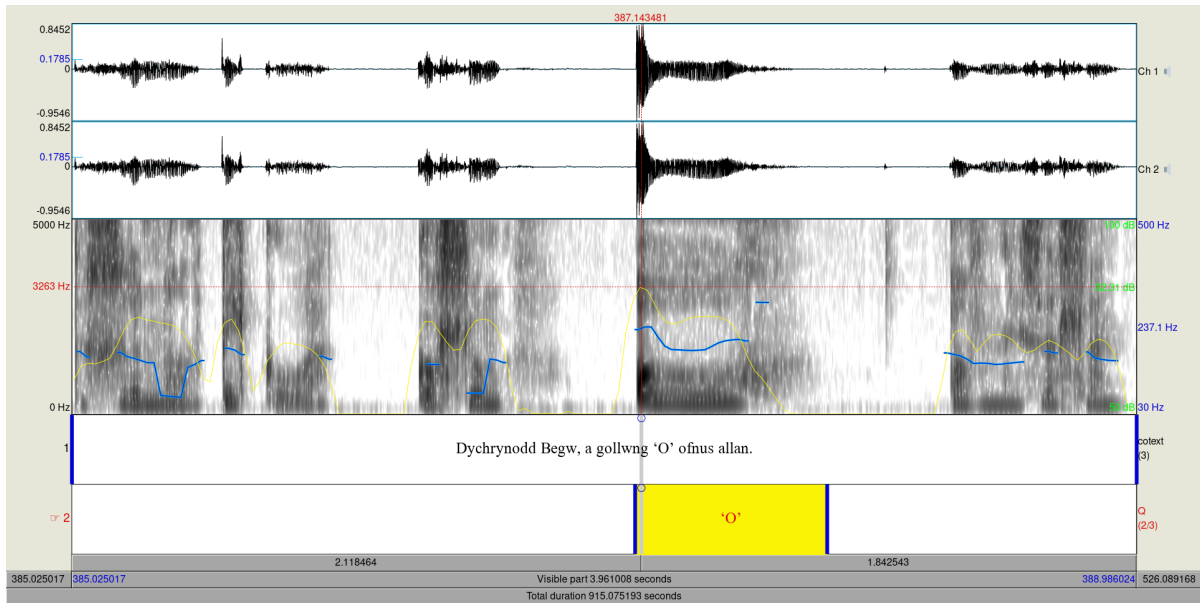 387.143481
0.8452
0.1785
0
-0.9546
Ch 1
0.8452
0.1785
0
-0.9546
Ch 2
5000 Hz
100 dB
500 Hz
3263 Hz
237.1 Hz
0 Hz
30 Hz
1
Dychrynodd Begw, a gollwng ‘O’ ofnus allan.
cotext
(3)
☞ 2
‘O’
Q
(2/3)
2.118464
1.842543
385.025017
385.025017
Visible part 3.961008 seconds
388.986024
526.089168
Total duration 915.075193 seconds